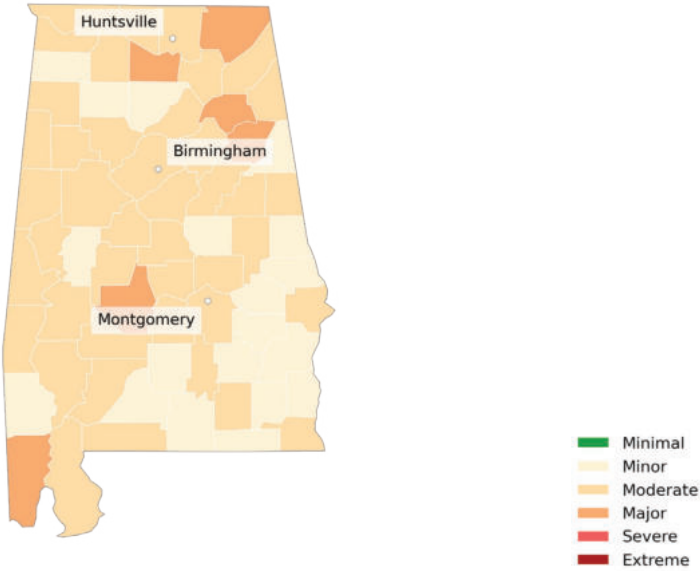 Huntsville
Birmingham
Montgomery
Minimal
Minor
Moderate
Major
Severe
Extreme